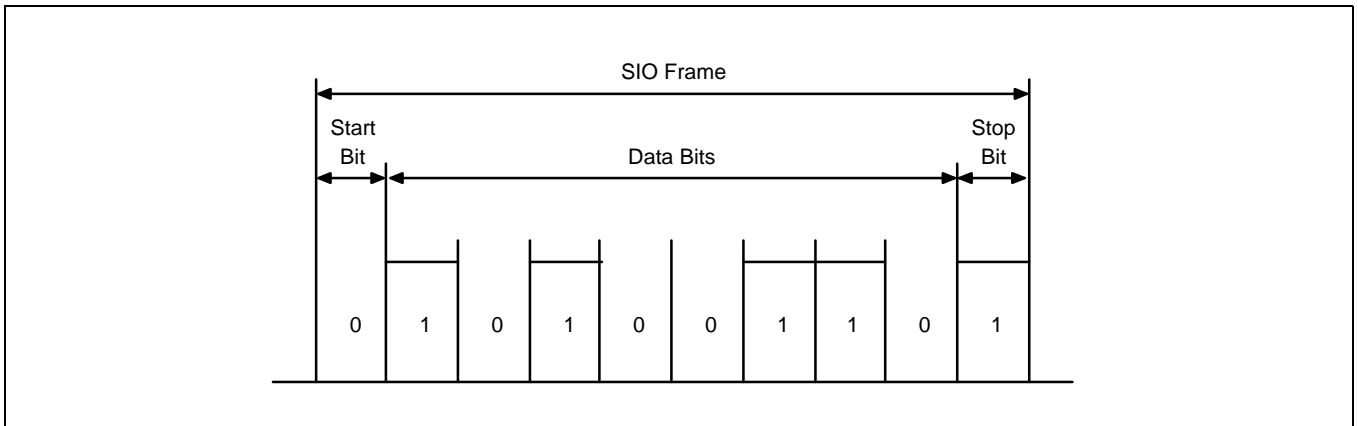 SIO Frame
Start
Bit
Data Bits
Stop
Bit
0 1 0 1 0 0 1 1 0 1